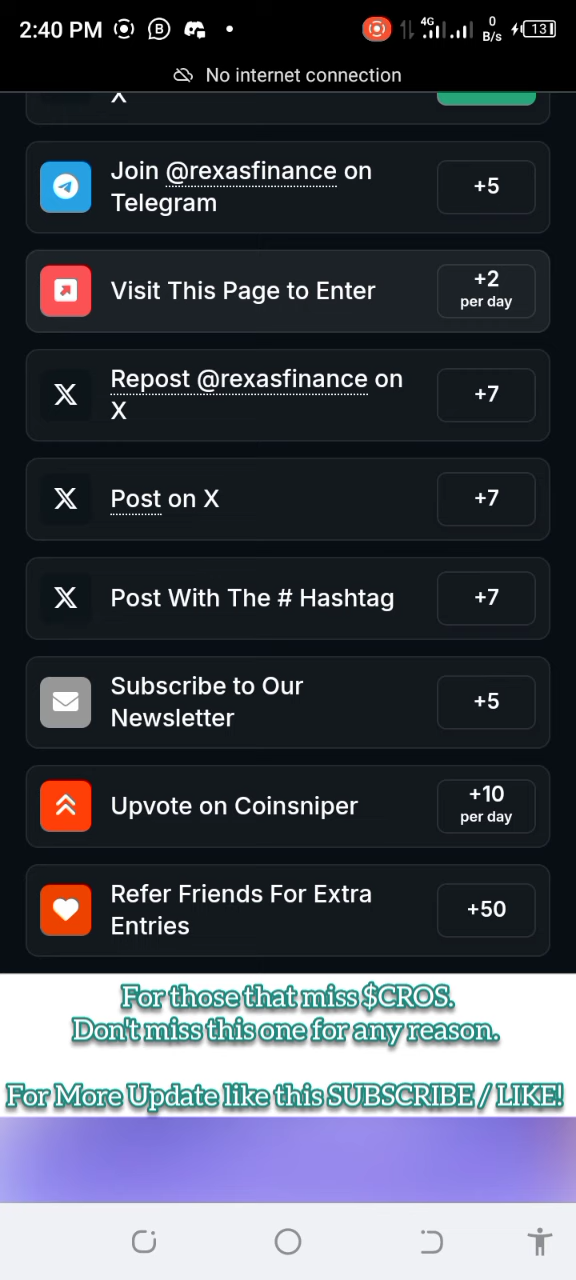 2:40 PM
4G
0
B/s
13
No internet connection
X
Join @rexasfinance on
Telegram
+5
Visit This Page to Enter
+2
per day
Repost @rexasfinance on
X
+7
Post on X
+7
Post With The # Hashtag
+7
Subscribe to Our
Newsletter
+5
Upvote on Coinsniper
+10
per day
Refer Friends For Extra
Entries
+50
For those that miss $CROS.
Don't miss this one for any reason.
For More Update like this SUBSCRIBE / LIKE!